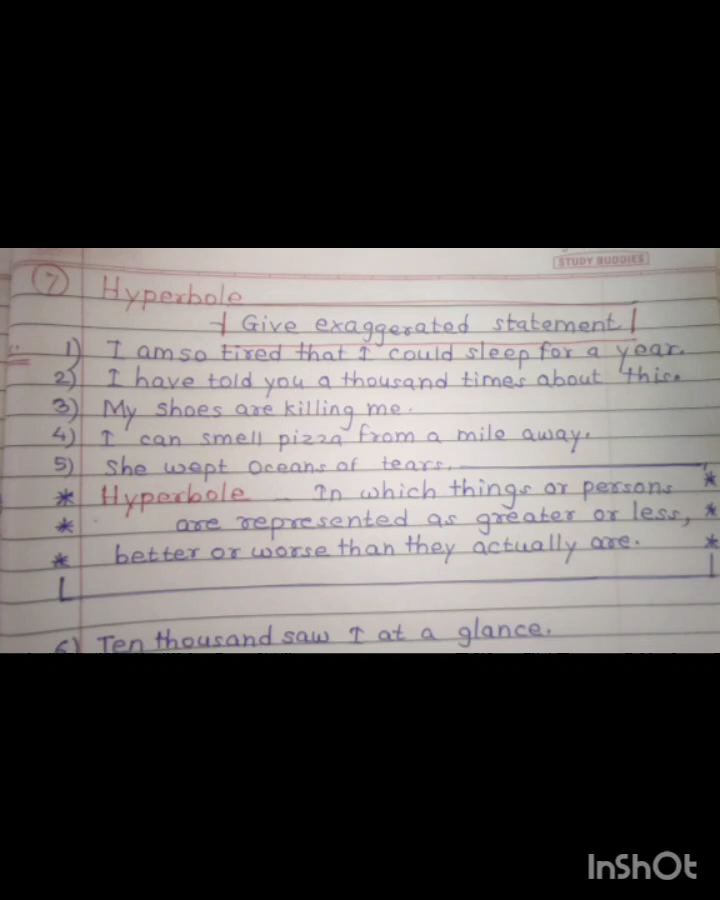 STUDY BUDDIES
7 Hyperbole
Give exaggerated statement
1) I am so tired that I could sleep for a year.
2) I have told you a thousand times about this.
3) My shoes are killing me.
4) I can smell pizza from a mile away.
5) She wept Oceans of tears.
* Hyperbole - In which things or persons *
* are represented as greater or less, *
* better or worse than they actually are. *
6) Ten thousand saw I at a glance.
InShOt